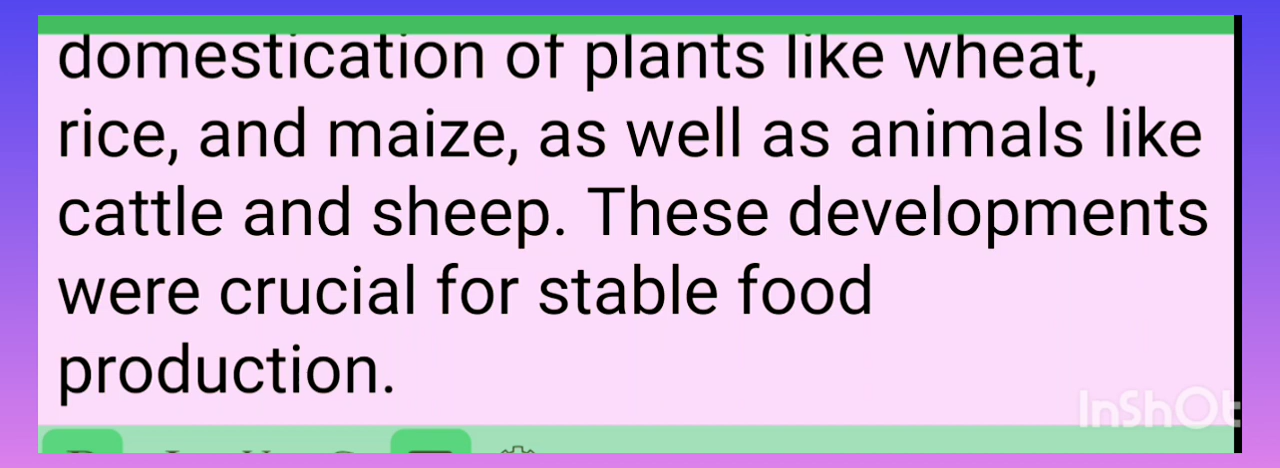 domestication of plants like wheat,
rice, and maize, as well as animals like
cattle and sheep. These developments
were crucial for stable food
production.
InShOt